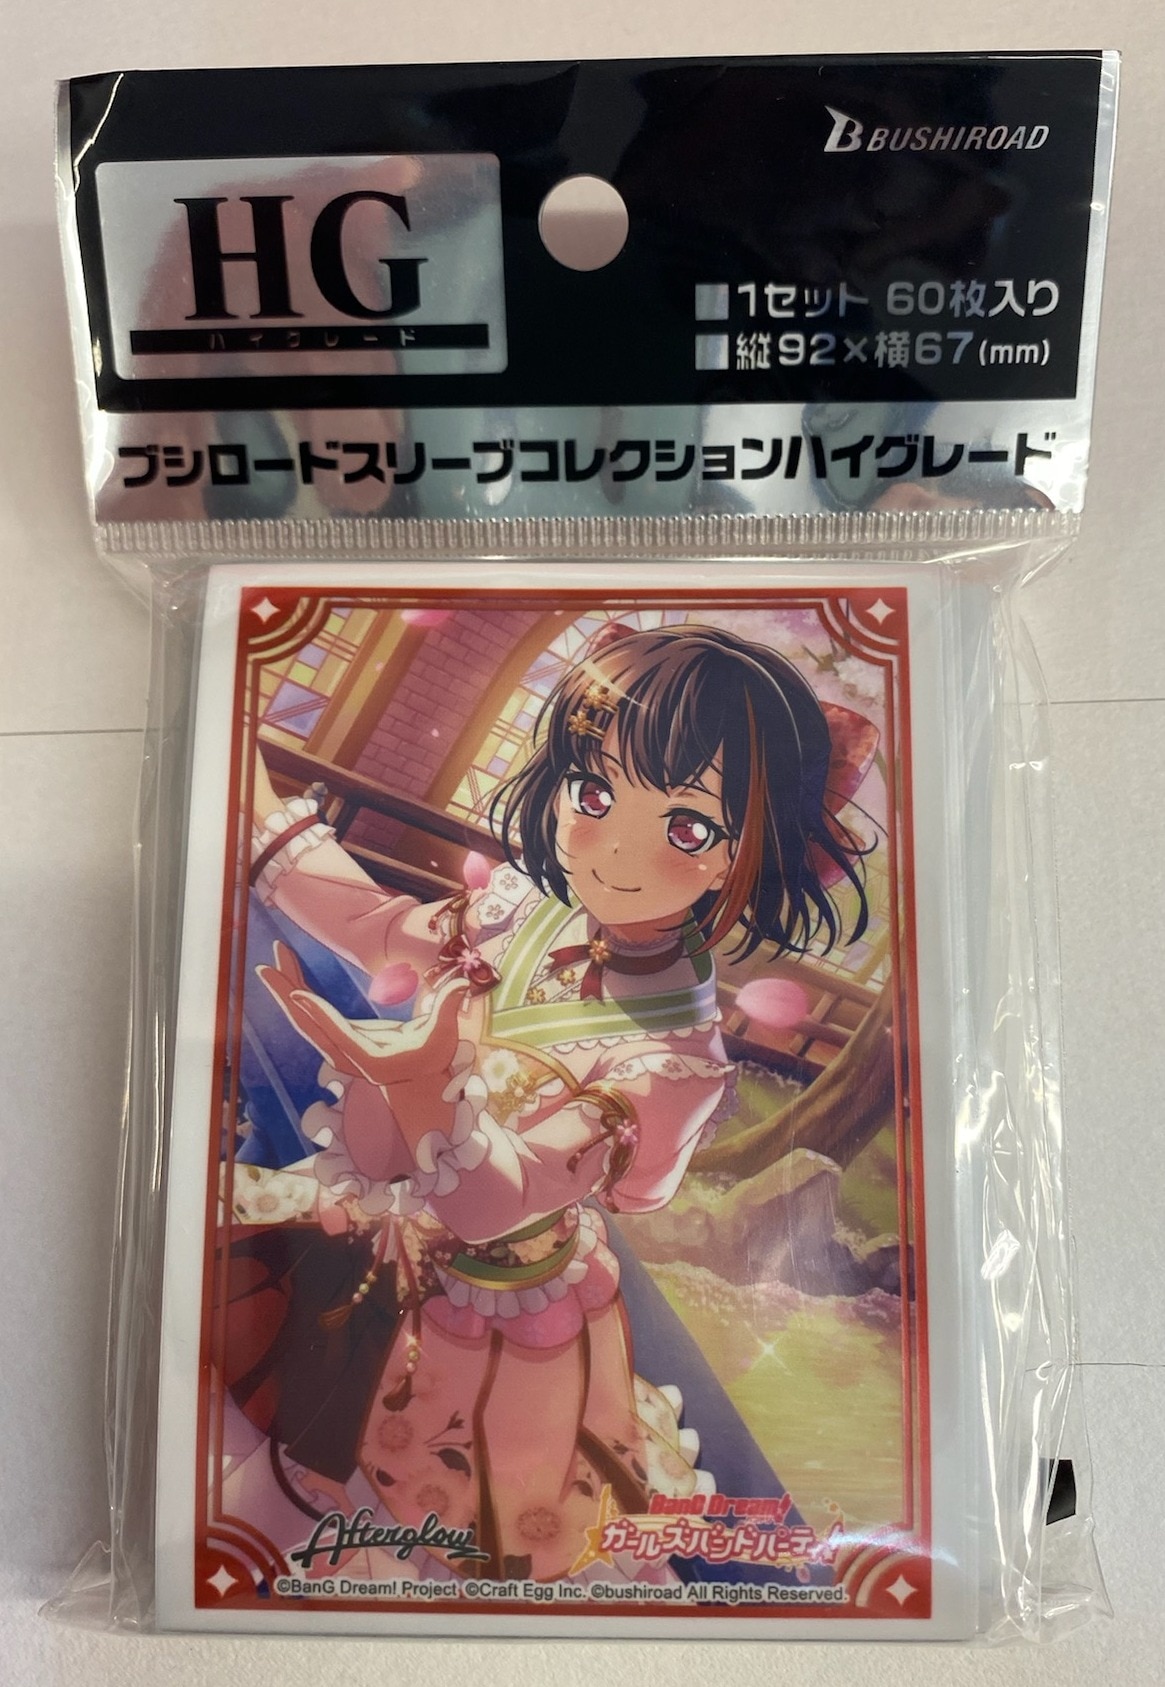 BUSHIROAD
HG
ハイグレード
■1セット 60枚入り
■縦92×横67(mm)
ブシロードスリーブコレクションハイグレード
Afterglow
BanG Dream!
ガールズバンドパーティ!
©BanG Dream! Project ©Craft Egg Inc. ©bushiroad All Rights Reserved.